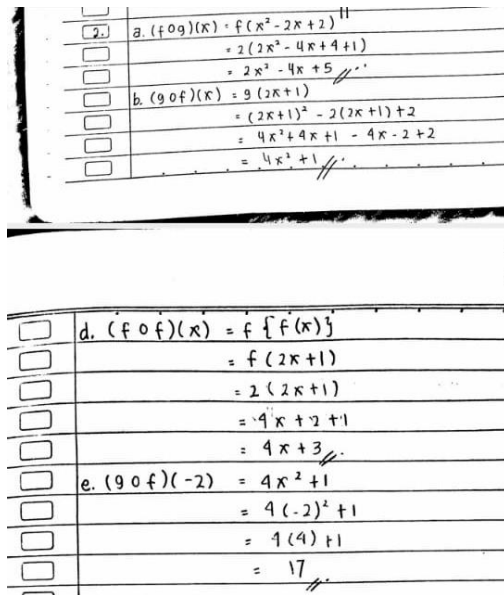 2. a. (fog)(x) = f(x² - 2x + 2)
= 2(2x² - 4x + 4 + 1)
= 2x² - 4x + 5
b. (gof)(x) = g(2x+1)
= (2x+1)² - 2(2x+1) + 2
= 4x² + 4x + 1 - 4x - 2 + 2
= 4x² + 1
d. (f o f)(x) = f {f(x)}
= f(2x+1)
= 2(2x+1)
= 4x + 2 + 1
= 4x + 3
e. (g o f)(-2) = 4x² + 1
= 4(-2)² + 1
= 4(4) + 1
= 17